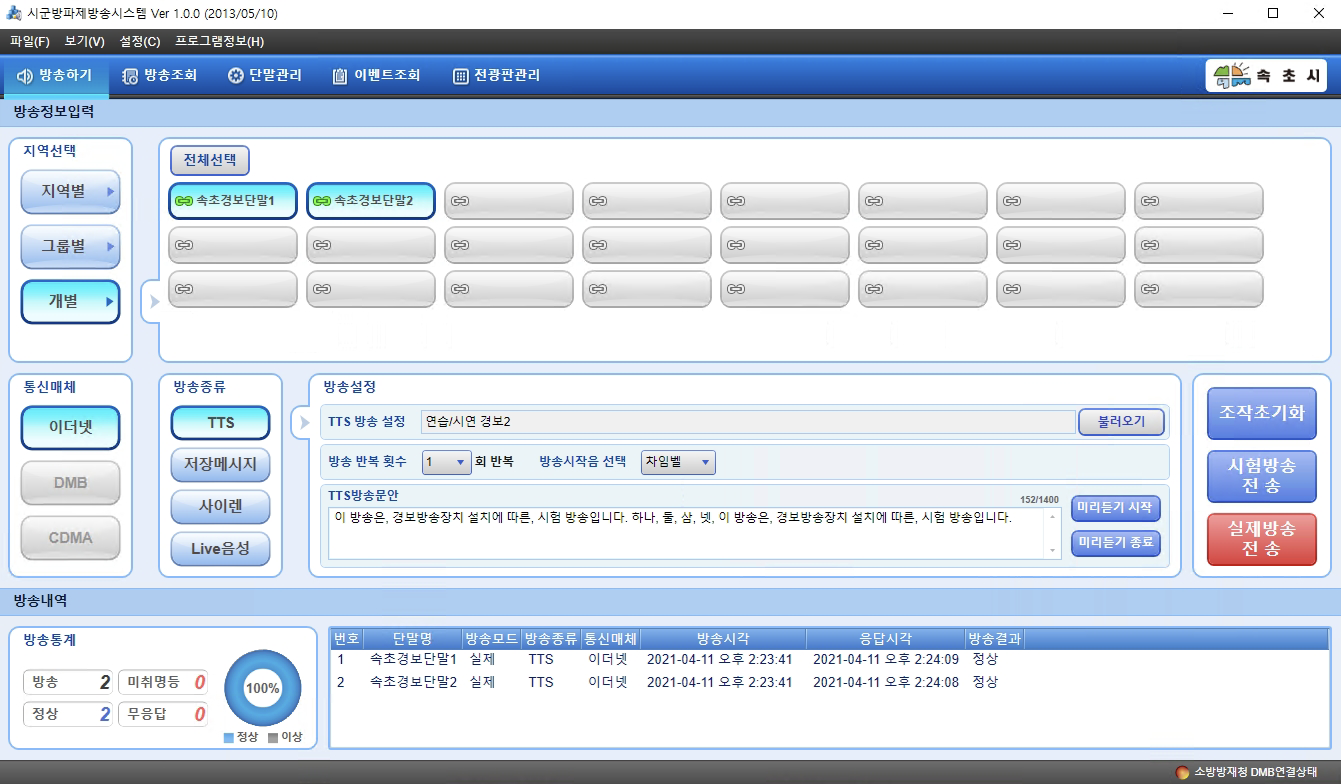 시군방파제방송시스템 Ver 1.0.0 (2013/05/10)
파일(F) 보기(V) 설정(C) 프로그램정보(H)
방송하기 방송조회 단말관리 이벤트조회 전광판관리 속 초 시
방송정보입력
지역선택
지역별
그룹별
개별
전체선택
속초경보단말1 속초경보단말2
통신매체
이더넷
DMB
CDMA
방송종류
TTS
저장메시지
사이렌
Live음성
방송설정
TTS 방송 설정 연습/시연 경보2 불러오기
방송 반복 횟수 1 회 반복 방송시작음 선택 차임벨
TTS방송문안 152/1400
이 방송은, 경보방송장치 설치에 따른, 시험 방송입니다. 하나, 둘, 삼, 넷, 이 방송은, 경보방송장치 설치에 따른, 시험 방송입니다.
미리듣기 시작
미리듣기 종료
조작초기화
시험방송
전 송
실제방송
전 송
방송내역
방송통계
방송 2 미취명등 0
정상 2 무응답 0
100%
정상 이상
번호 단말명 방송모드 방송종류 통신매체 방송시각 응답시각 방송결과
1 속초경보단말1 실제 TTS 이더넷 2021-04-11 오후 2:23:41 2021-04-11 오후 2:24:09 정상
2 속초경보단말2 실제 TTS 이더넷 2021-04-11 오후 2:23:41 2021-04-11 오후 2:24:08 정상
소방방재청 DMB연결상태